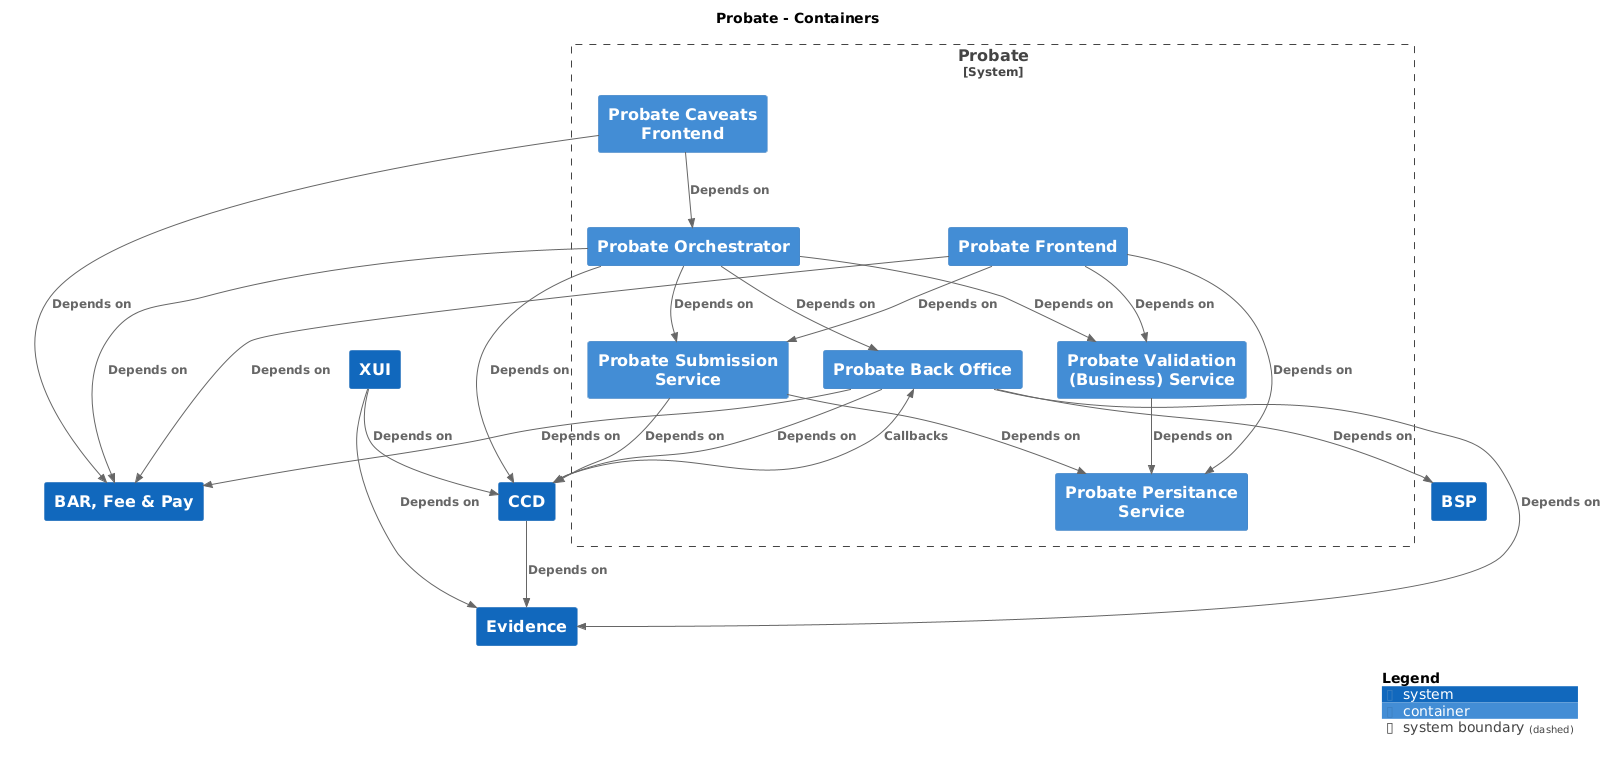 Probate - Containers
Probate
[System]
Probate Caveats
Frontend
Depends on
Probate Orchestrator
Probate Frontend
Depends on
Depends on
Depends on
Depends on
Depends on
Depends on
Depends on
Depends on
Depends on
Depends on
Depends on
XUI
Probate Submission
Service
Probate Back Office
Probate Validation
(Business) Service
Depends on
Depends on
Depends on
Depends on
Callbacks
Depends on
Depends on
Depends on
BAR, Fee & Pay
Depends on
CCD
Probate Persitance
Service
BSP
Depends on
Depends on
Evidence
Legend
system
container
system boundary (dashed)